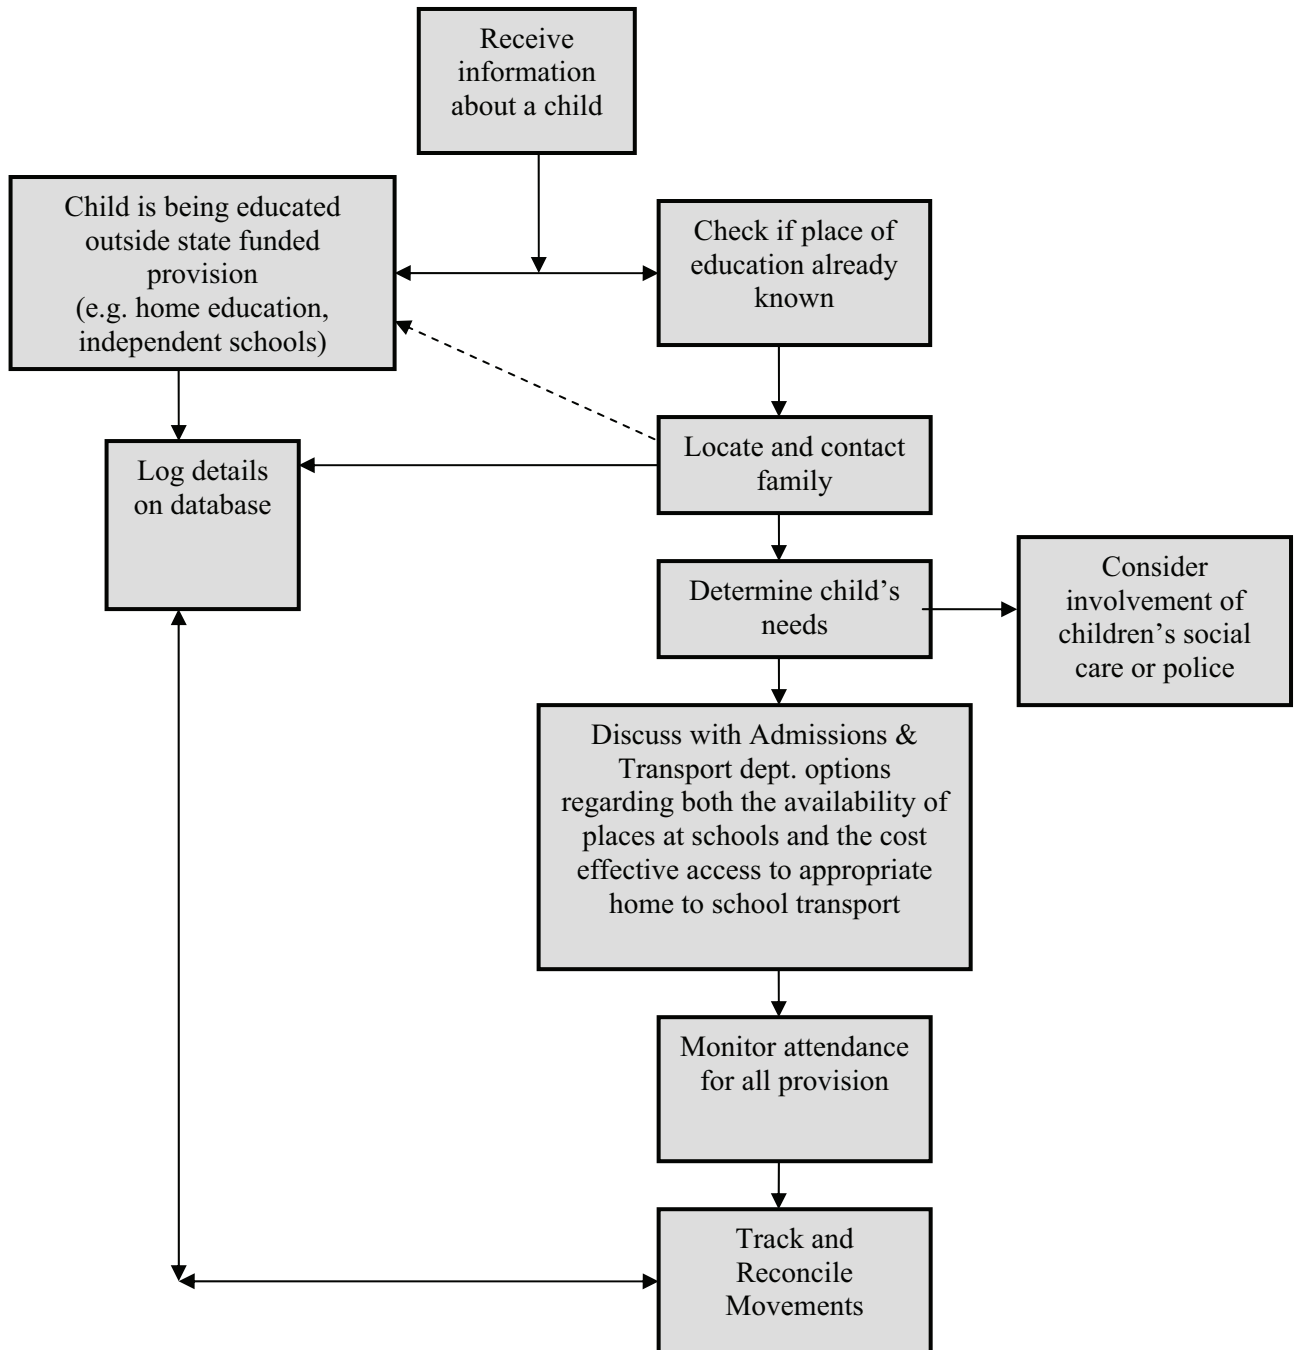 Receive
information
about a child
Child is being educated
outside state funded
provision
(e.g. home education,
independent schools)
Check if place of
education already
known
Locate and contact
family
Log details
on database
Determine child’s
needs
Consider
involvement of
children’s social
care or police
Discuss with Admissions &
Transport dept. options
regarding both the availability of
places at schools and the cost
effective access to appropriate
home to school transport
Monitor attendance
for all provision
Track and
Reconcile
Movements